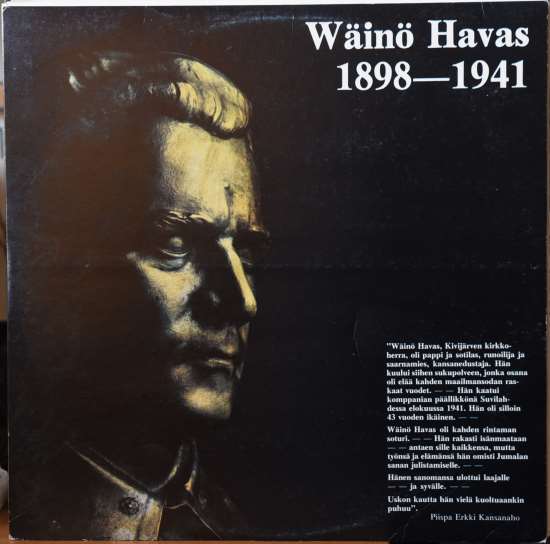 Wäinö Havas
1898—1941
"Wäinö Havas, Kivijärven kirkko-
herra, oli pappi ja sotilas, runoilija ja
saarnamies, kansanedustaja. Hän
kuului siihen sukupolveen, jonka osana
oli elää kahden maailmansodan ras-
kaat vuodet. — — Hän kaatui
komppanian päällikkönä Suvilah-
dessa elokuussa 1941. Hän oli silloin
43 vuoden ikäinen. — —
Wäinö Havas oli kahden rintaman
soturi. — — Hän rakasti isänmaataan
— — antaen sille kaikkensa, mutta
työnsä ja elämänsä hän omisti Jumalan
sanan julistamiselle. — —
Hänen sanomansa ulottui laajalle
— — ja syvälle. — —
Uskon kautta hän vielä kuoltuaankin
puhuu".
Piispa Erkki Kansanaho